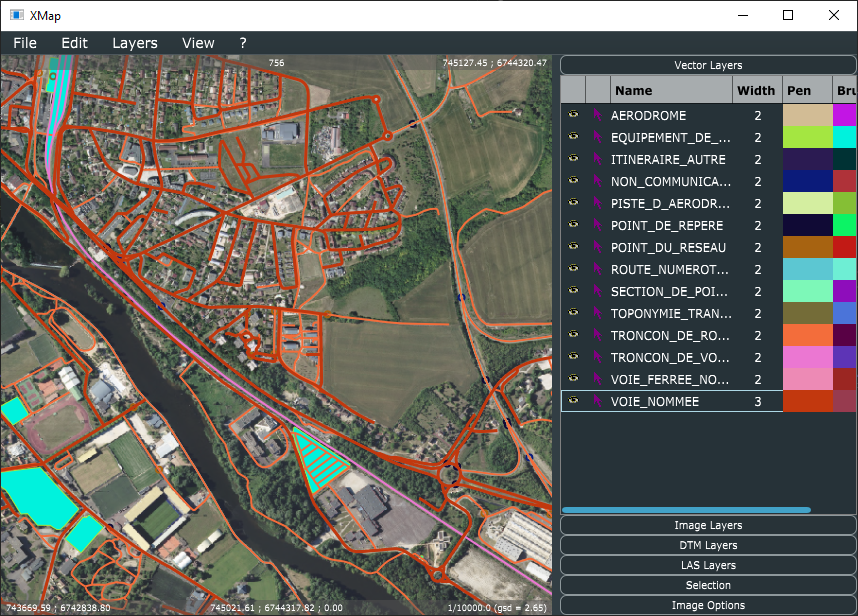 XMap
File Edit Layers View ?
756
745127.45 ; 6744320.47
743669.59 ; 6742838.80
745021.61 ; 6744317.82 ; 0.00
1/10000.0 (gsd = 2.65)
Vector Layers
Name Width Pen Bru
AERODROME 2
EQUIPEMENT_DE_... 2
ITINERAIRE_AUTRE 2
NON_COMMUNICA... 2
PISTE_D_AERODR... 2
POINT_DE_REPERE 2
POINT_DU_RESEAU 2
ROUTE_NUMEROT... 2
SECTION_DE_POI... 2
TOPONYMIE_TRAN... 2
TRONCON_DE_RO... 2
TRONCON_DE_VO... 2
VOIE_FERREE_NO... 2
VOIE_NOMMEE 3
Image Layers
DTM Layers
LAS Layers
Selection
Image Options